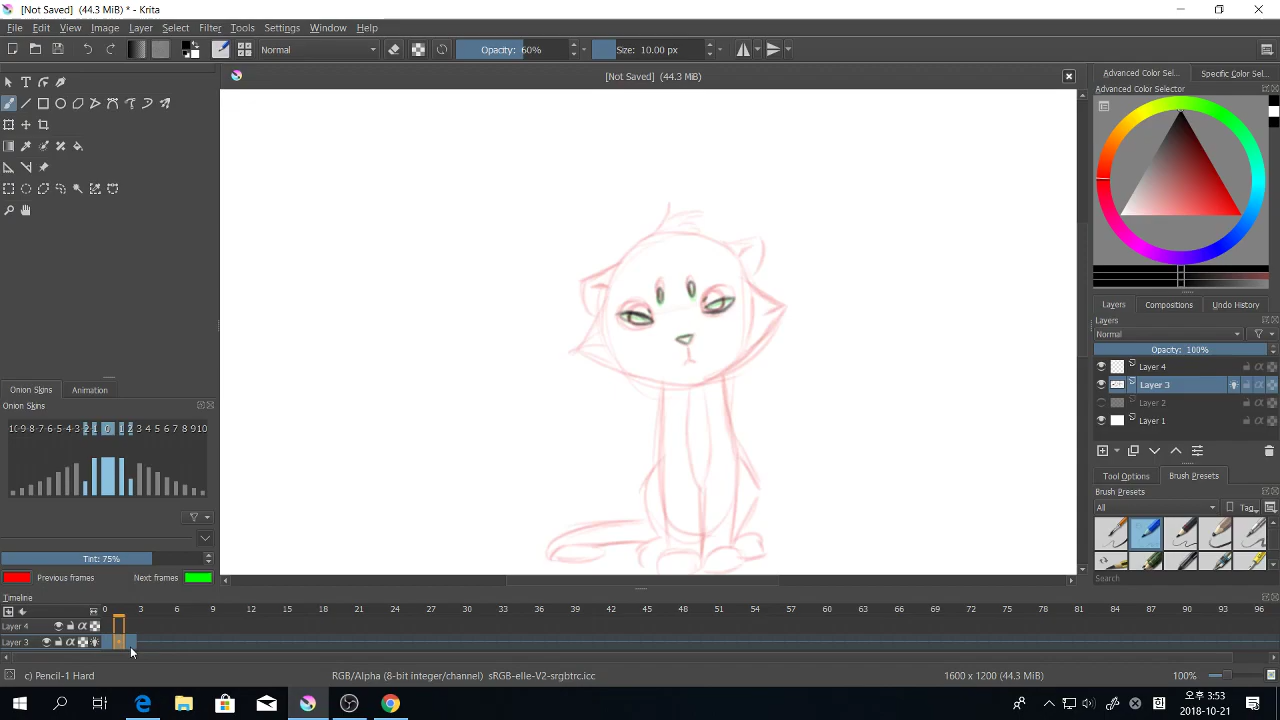 [Not Saved] (44.3 MiB) * - Krita
File Edit View Image Layer Select Filter Tools Settings Window Help
Normal
Opacity: 60%
Size: 10.00 px
[Not Saved] (44.3 MiB)
Advanced Color Sel... Specific Color Sel...
Advanced Color Selector
Layers Compositions Undo History
Layers
Normal
Opacity: 100%
Layer 4
Layer 3
Layer 2
Layer 1
Tool Options Brush Presets
Brush Presets
All
Tag
Search
Onion Skins Animation
Onion Skins
10-9-8-7-6-5-4-3-2-1 0 1 2 3 4 5 6 7 8 9 10
Tint: 75%
Previous frames Next frames
Timeline
0 3 6 9 12 15 18 21 24 27 30 33 36 39 42 45 48 51 54 57 60 63 66 69 72 75 78 81 84 87 90 93 96
Layer 4
Layer 3
c) Pencil-1 Hard
RGB/Alpha (8-bit integer/channel) sRGB-elle-V2-srgbtrc.icc
1600 x 1200 (44.3 MiB)
100%
오후 3:53
2018-10-21